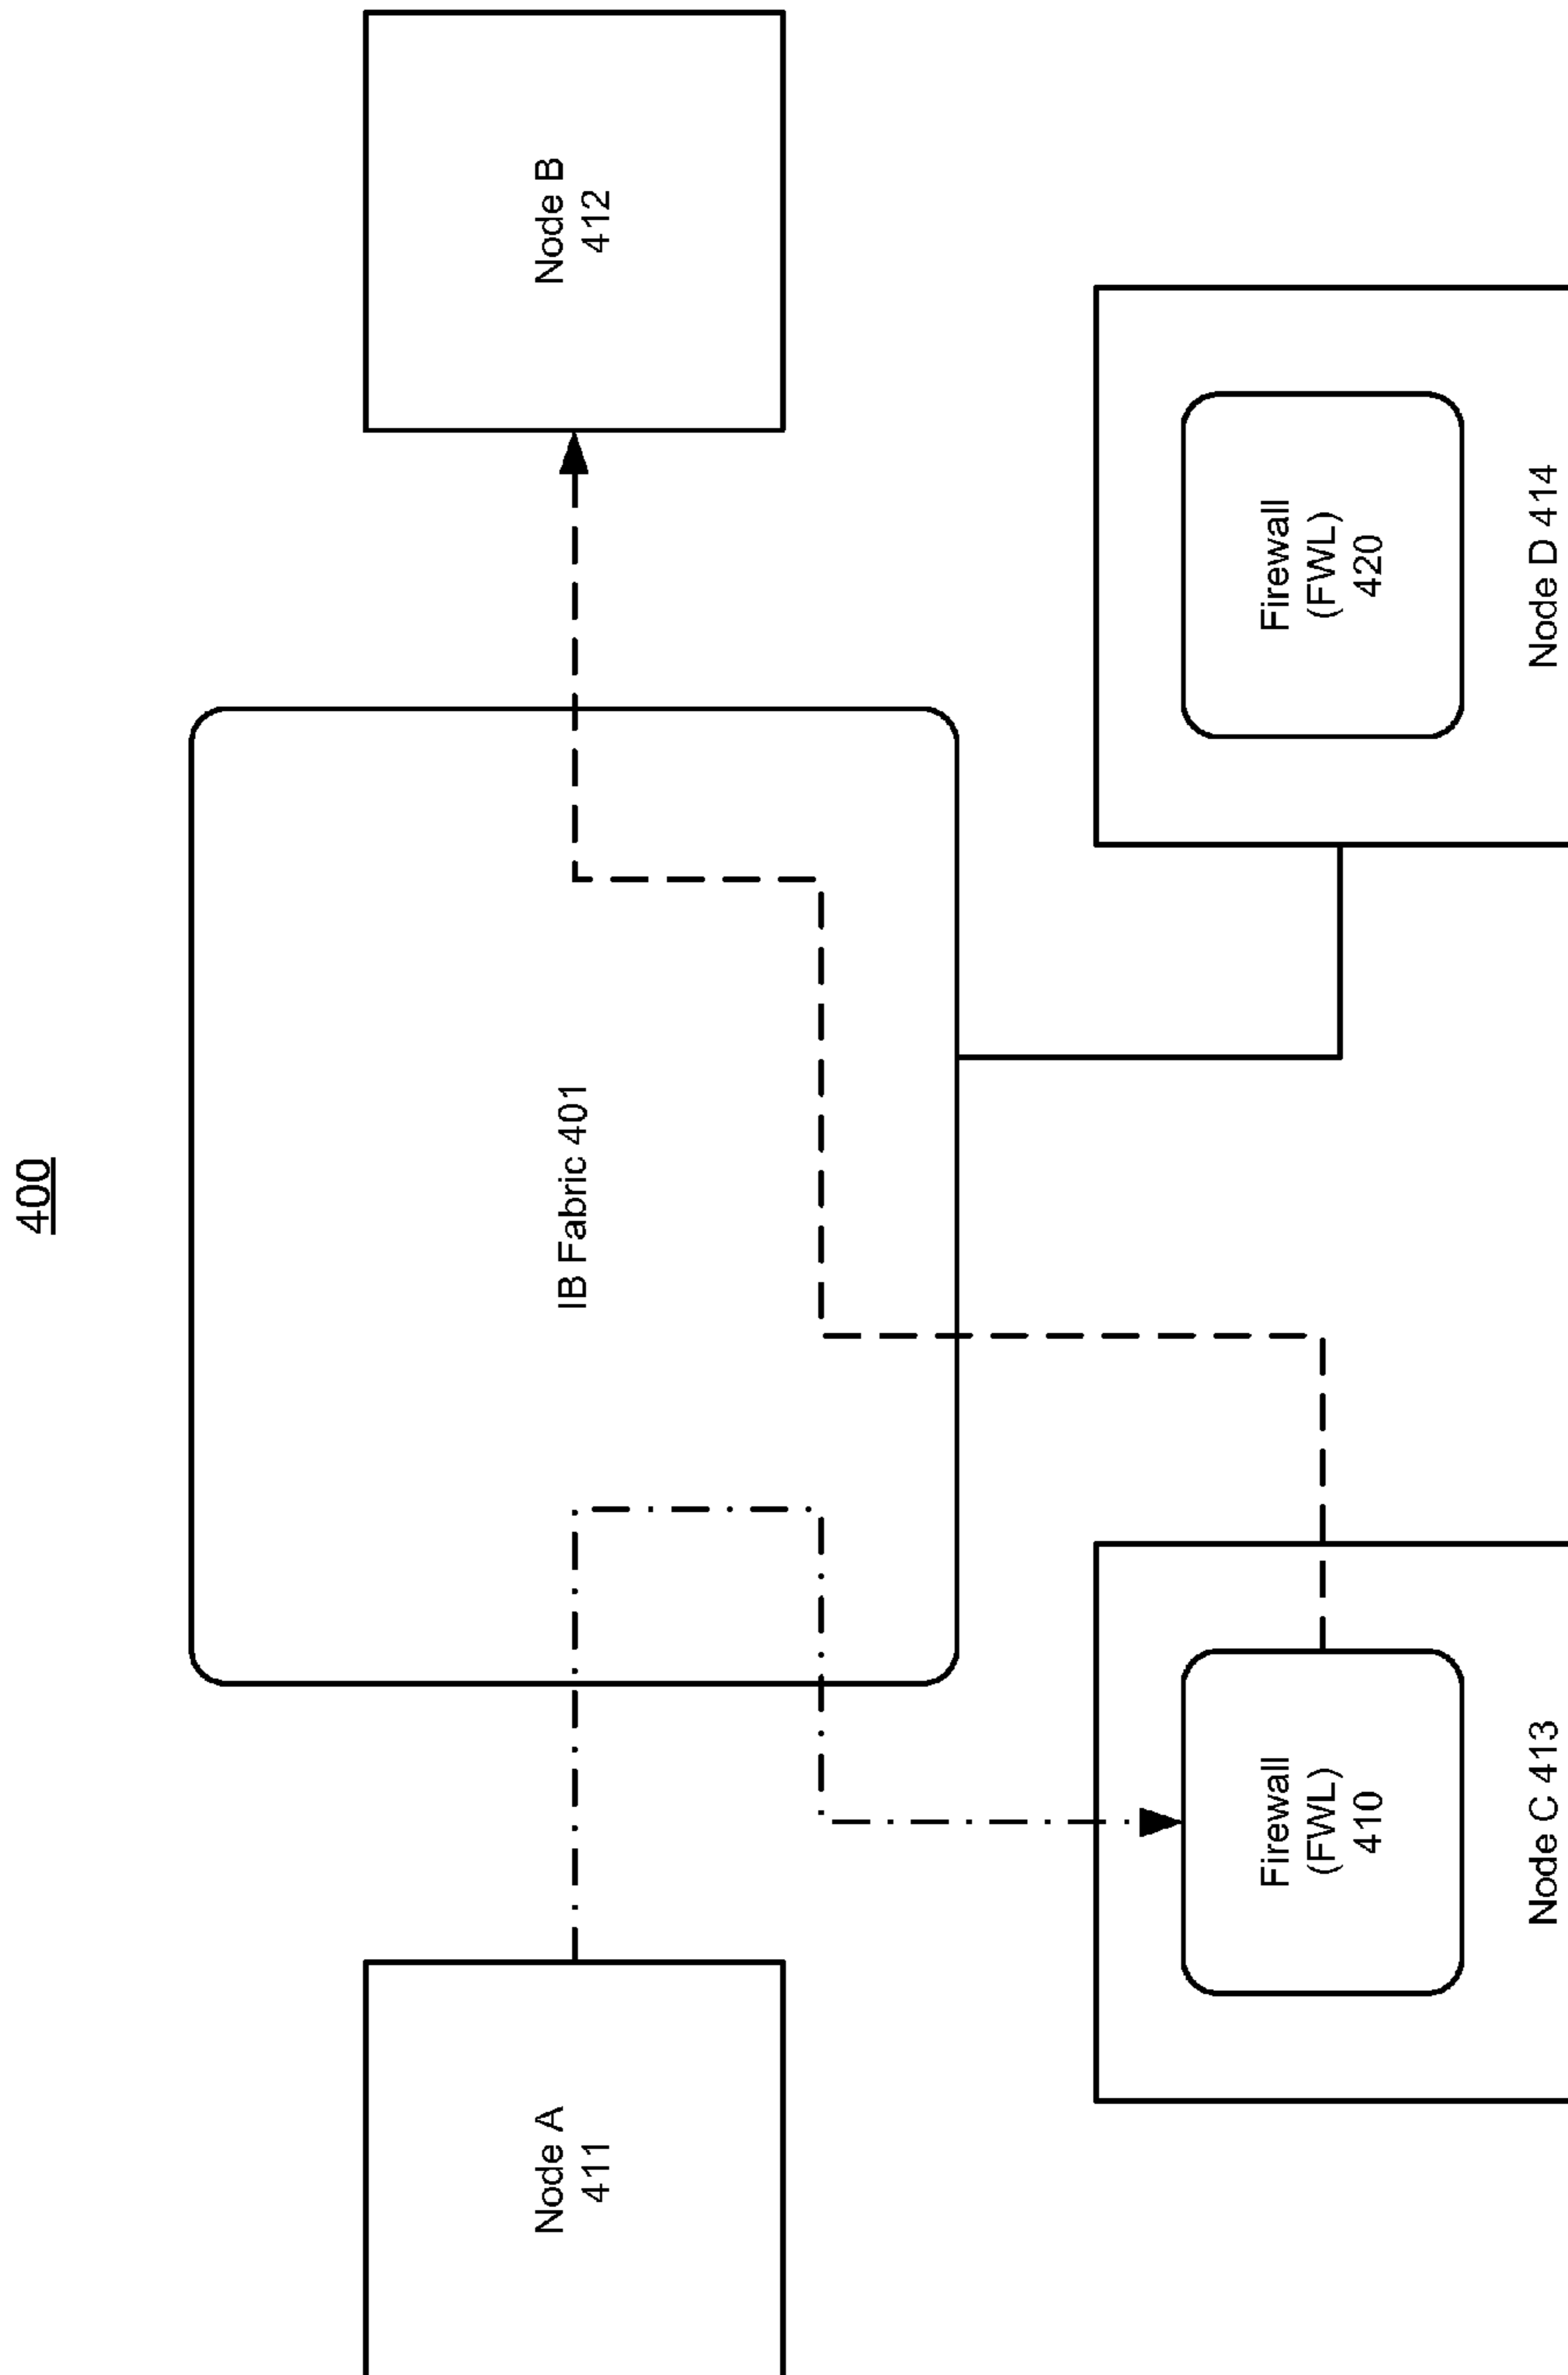 400
Node A
411
IB Fabric 401
Node B
412
Firewall
(FWL)
410
Node C 413
Firewall
(FWL)
420
Node D 414